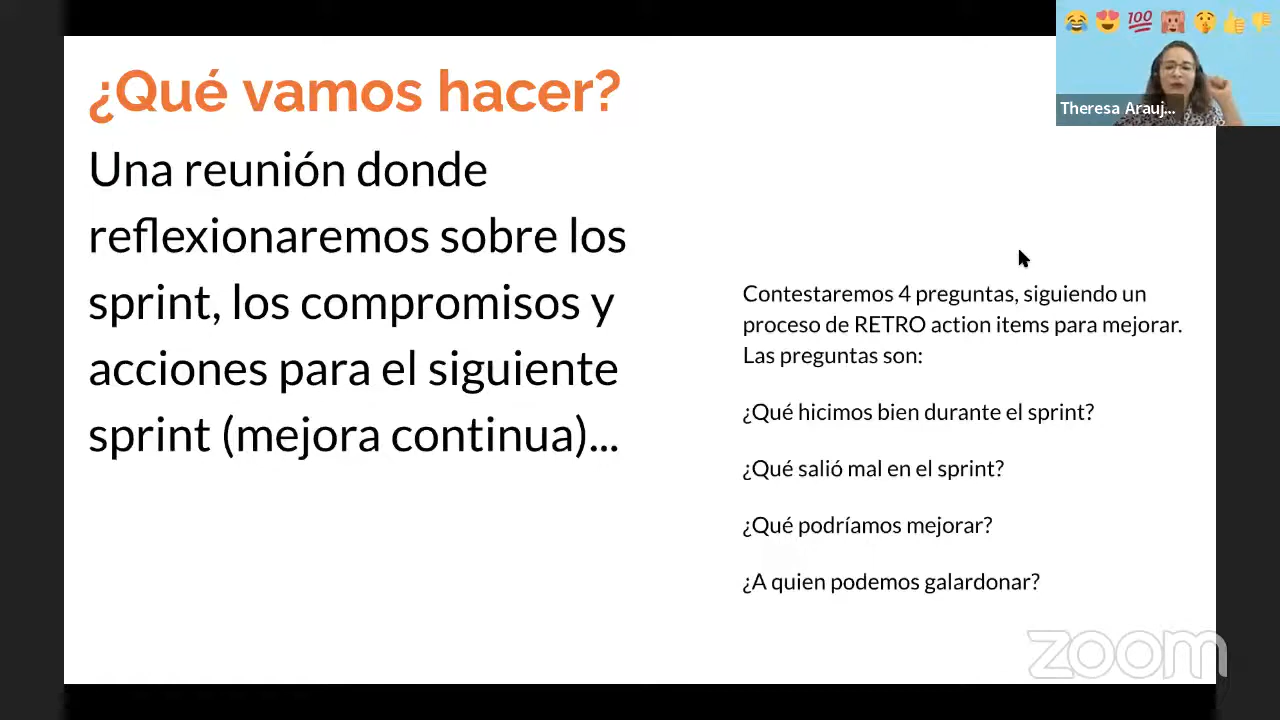 ¿Qué vamos hacer?
Una reunión donde
reflexionaremos sobre los
sprint, los compromisos y
acciones para el siguiente
sprint (mejora continua)...
Contestaremos 4 preguntas, siguiendo un
proceso de RETRO action items para mejorar.
Las preguntas son:
¿Qué hicimos bien durante el sprint?
¿Qué salió mal en el sprint?
¿Qué podríamos mejorar?
¿A quien podemos galardonar?
100
Theresa Arauj...
zoom